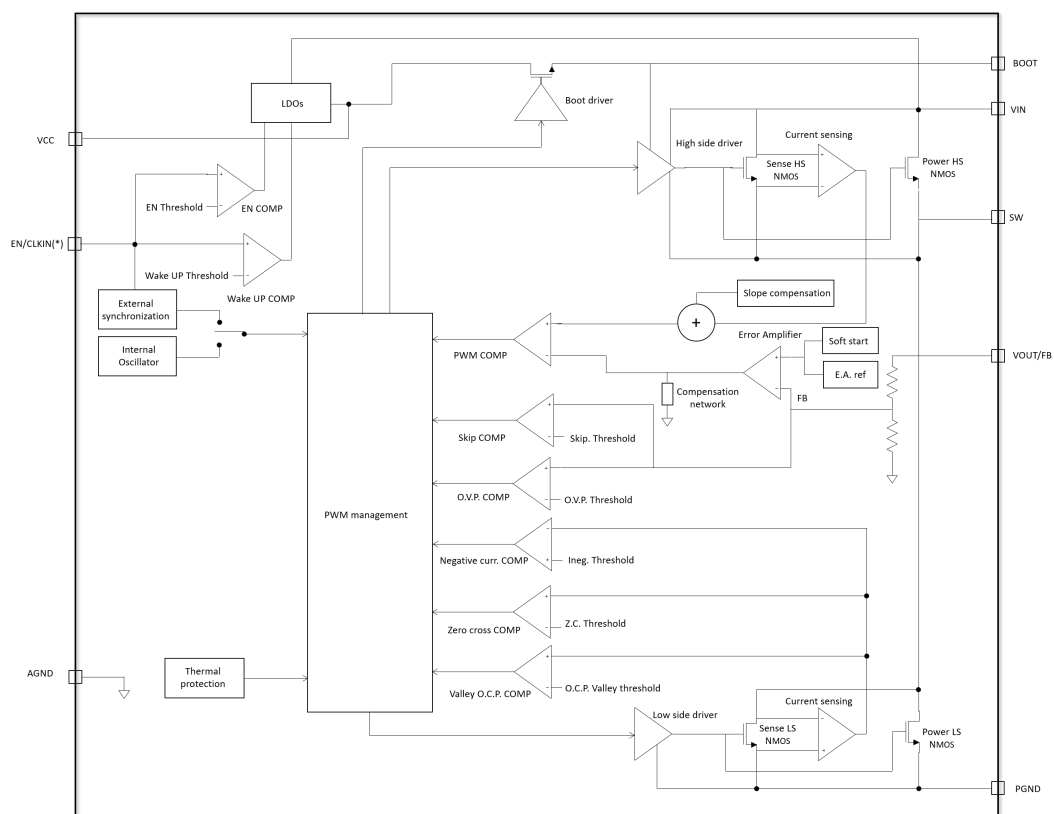 BOOT
LDOs
Boot driver
VIN
VCC
High side driver
Current sensing
+
Sense HS
NMOS
Power HS
NMOS
−
+
EN Threshold
−
EN COMP
SW
EN/CLKIN(*)
+
Wake UP Threshold
−
Wake UP COMP
External
synchronization
Slope compensation
+
Internal
Oscillator
+
PWM COMP
−
Error Amplifier
Soft start
+
E.A. ref
−
FB
VOUT/FB
Compensation
network
+
Skip COMP
−
Skip. Threshold
+
O.V.P. COMP
−
O.V.P. Threshold
PWM management
−
Negative curr. COMP
+
Ineg. Threshold
+
Zero cross COMP
−
Z.C. Threshold
AGND
Thermal
protection
+
Valley O.C.P. COMP
−
O.C.P. Valley threshold
Low side driver
Current sensing
−
Sense LS
NMOS
+
Power LS
NMOS
PGND